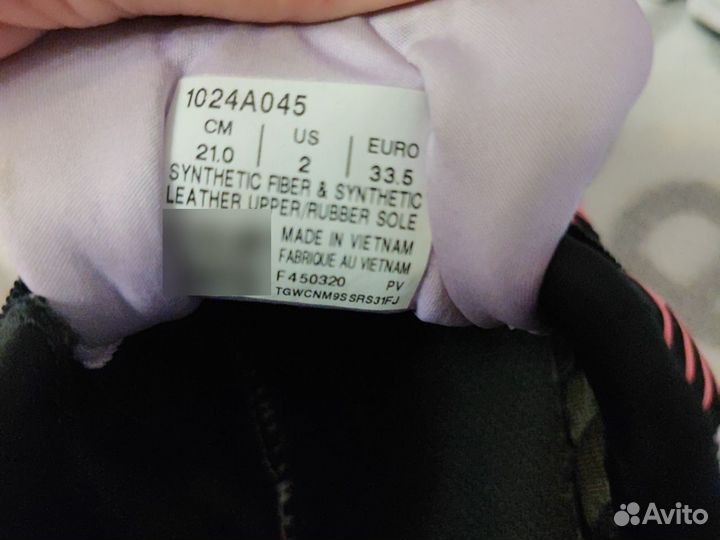 1024A045
CM | US | EURO
21.0 | 2 | 33.5
SYNTHETIC FIBER & SYNTHETIC
LEATHER UPPER/RUBBER SOLE
MADE IN VIETNAM
FABRIQUE AU VIETNAM
F450320 PV
TGWCNM9SSRS31FJ
Avito